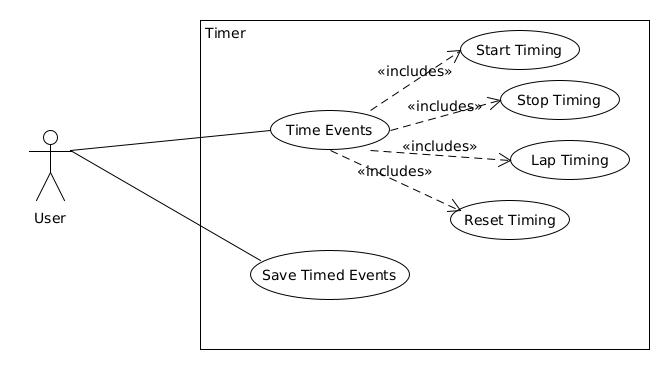 Timer
Start Timing
«includes»
Stop Timing
«includes»
Time Events
«includes»
Lap Timing
«includes»
Reset Timing
User
Save Timed Events